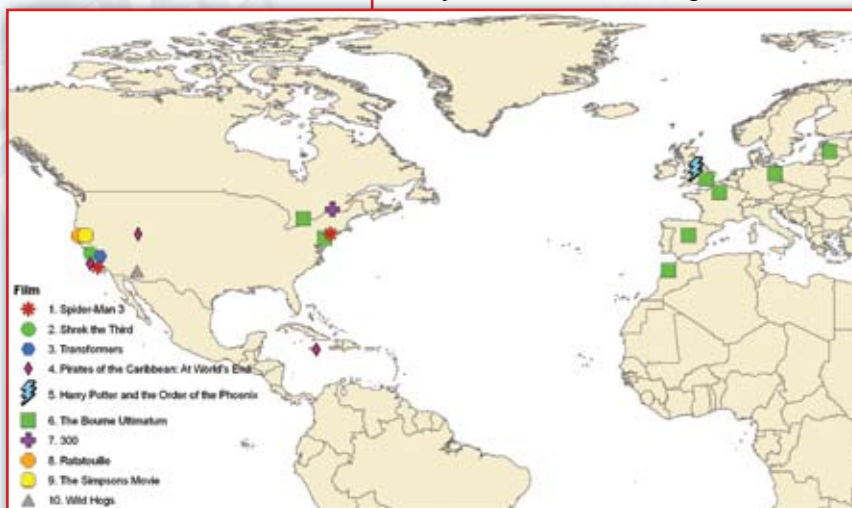 Film
1. Spider-Man 3
2. Shrek the Third
3. Transformers
4. Pirates of the Caribbean: At World's End
5. Harry Potter and the Order of the Phoenix
6. The Bourne Ultimatum
7. 300
8. Ratatouille
9. The Simpsons Movie
10. Wild Hogs